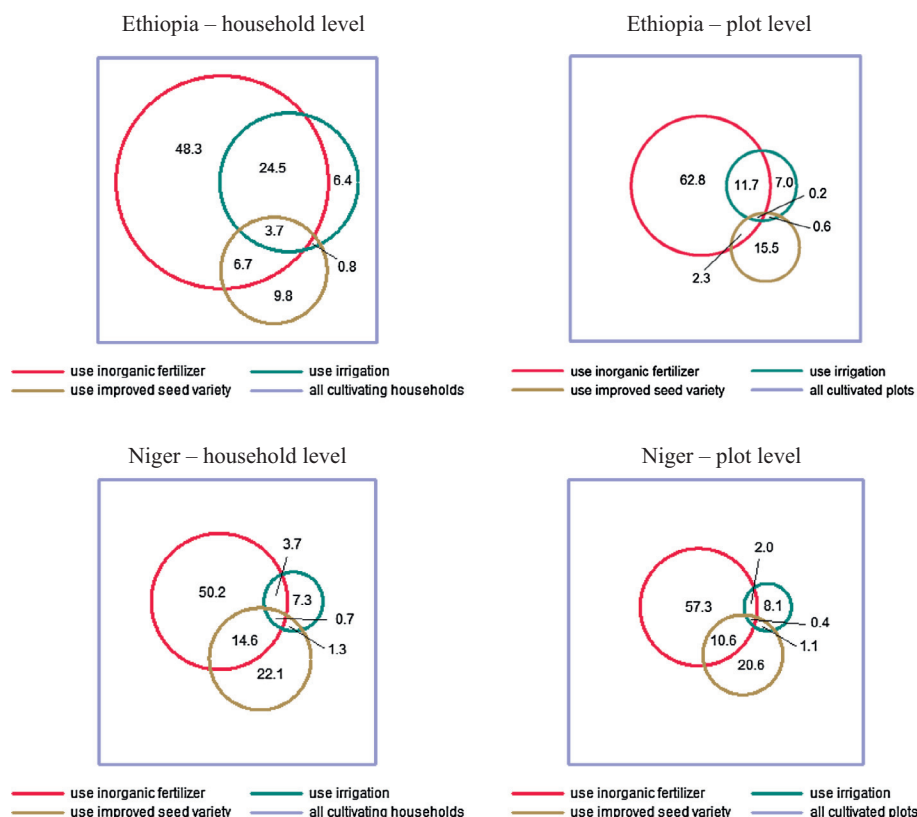 Ethiopia – household level
48.3
24.5
6.4
3.7
6.7
0.8
9.8
use inorganic fertilizer
use irrigation
use improved seed variety
all cultivating households
Ethiopia – plot level
62.8
11.7
7.0
0.2
0.6
15.5
2.3
use inorganic fertilizer
use irrigation
use improved seed variety
all cultivated plots
Niger – household level
3.7
50.2
7.3
0.7
14.6
1.3
22.1
use inorganic fertilizer
use irrigation
use improved seed variety
all cultivating households
Niger – plot level
2.0
57.3
8.1
0.4
10.6
1.1
20.6
use inorganic fertilizer
use irrigation
use improved seed variety
all cultivated plots